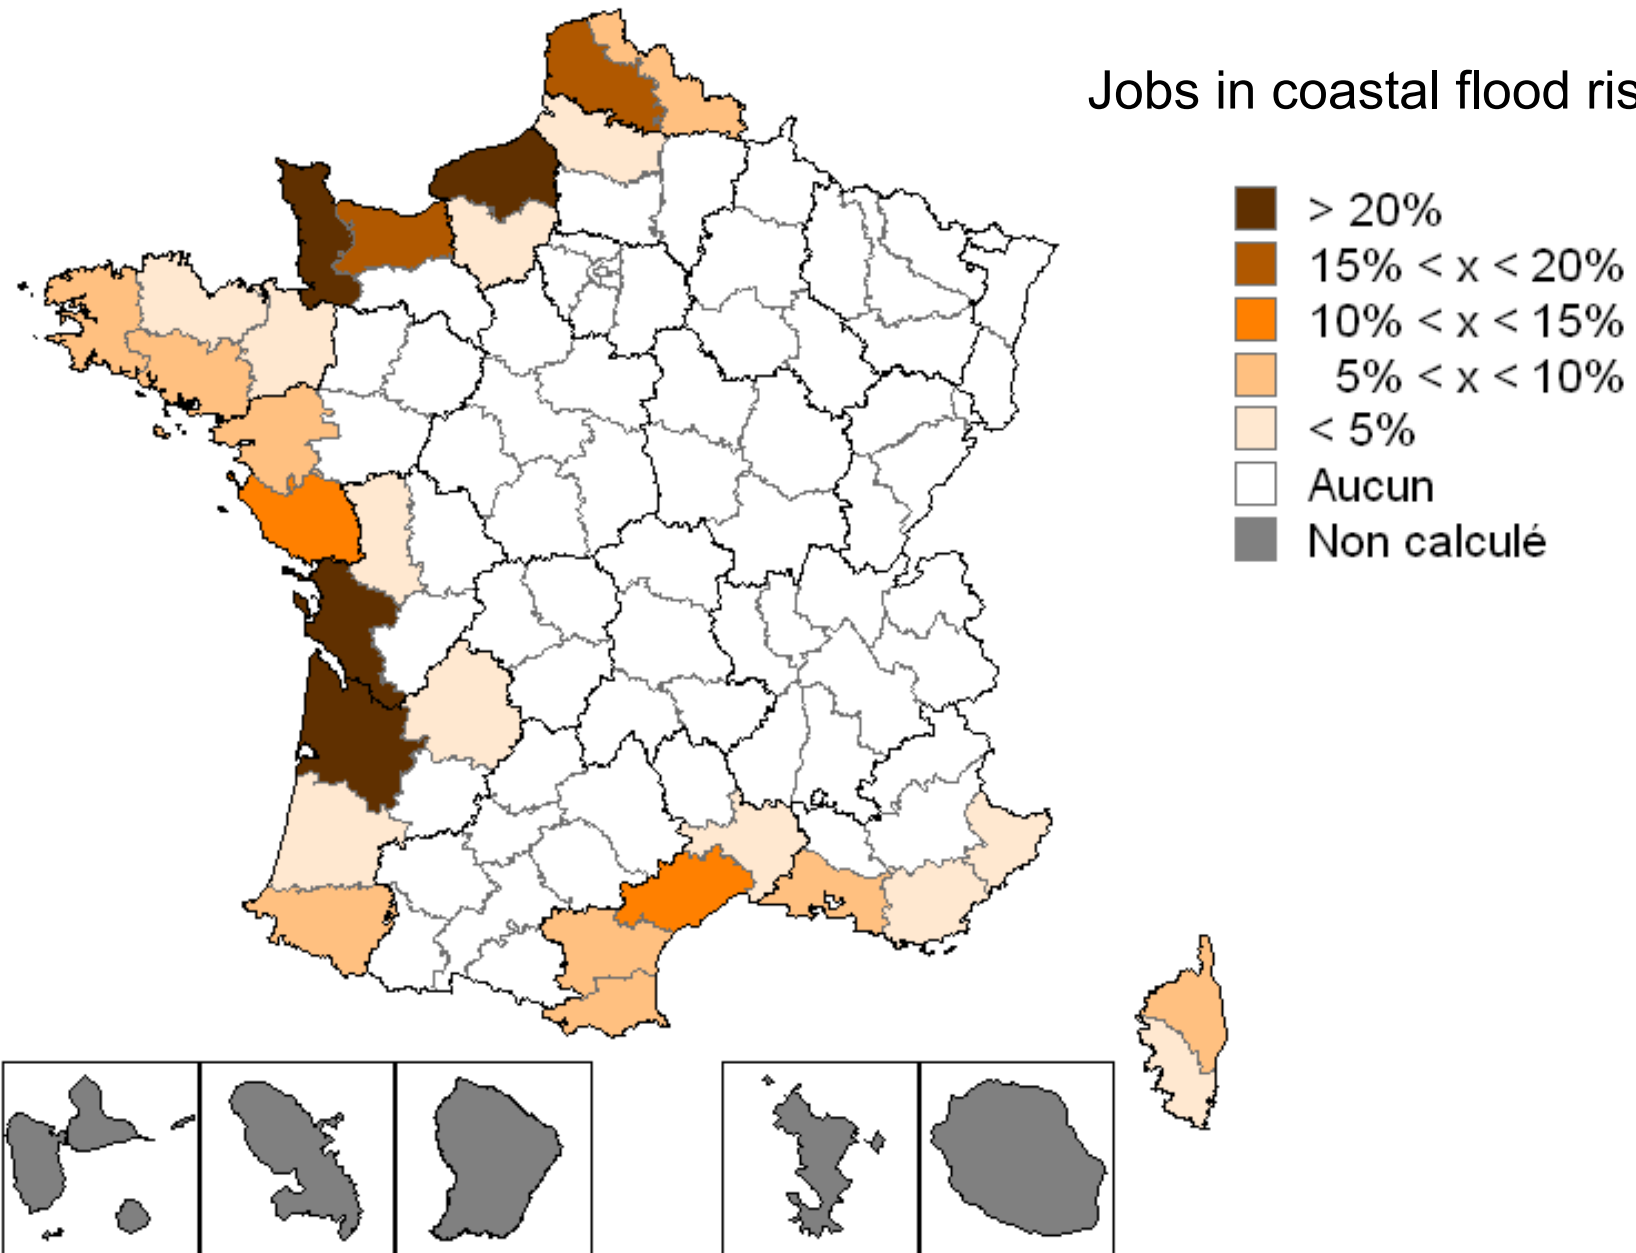 Jobs in coastal flood ris
> 20%
15% < x < 20%
10% < x < 15%
5% < x < 10%
< 5%
Aucun
Non calculé